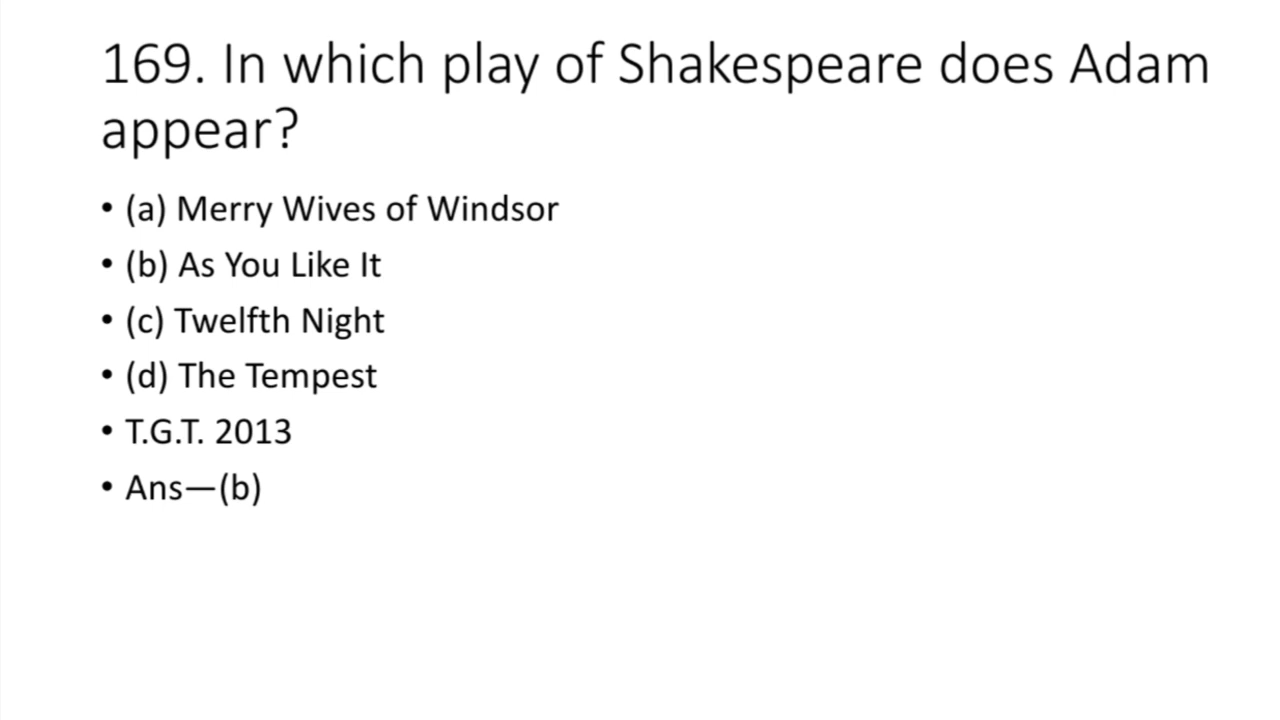 169. In which play of Shakespeare does Adam
appear?
• (a) Merry Wives of Windsor
• (b) As You Like It
• (c) Twelfth Night
• (d) The Tempest
• T.G.T. 2013
• Ans—(b)